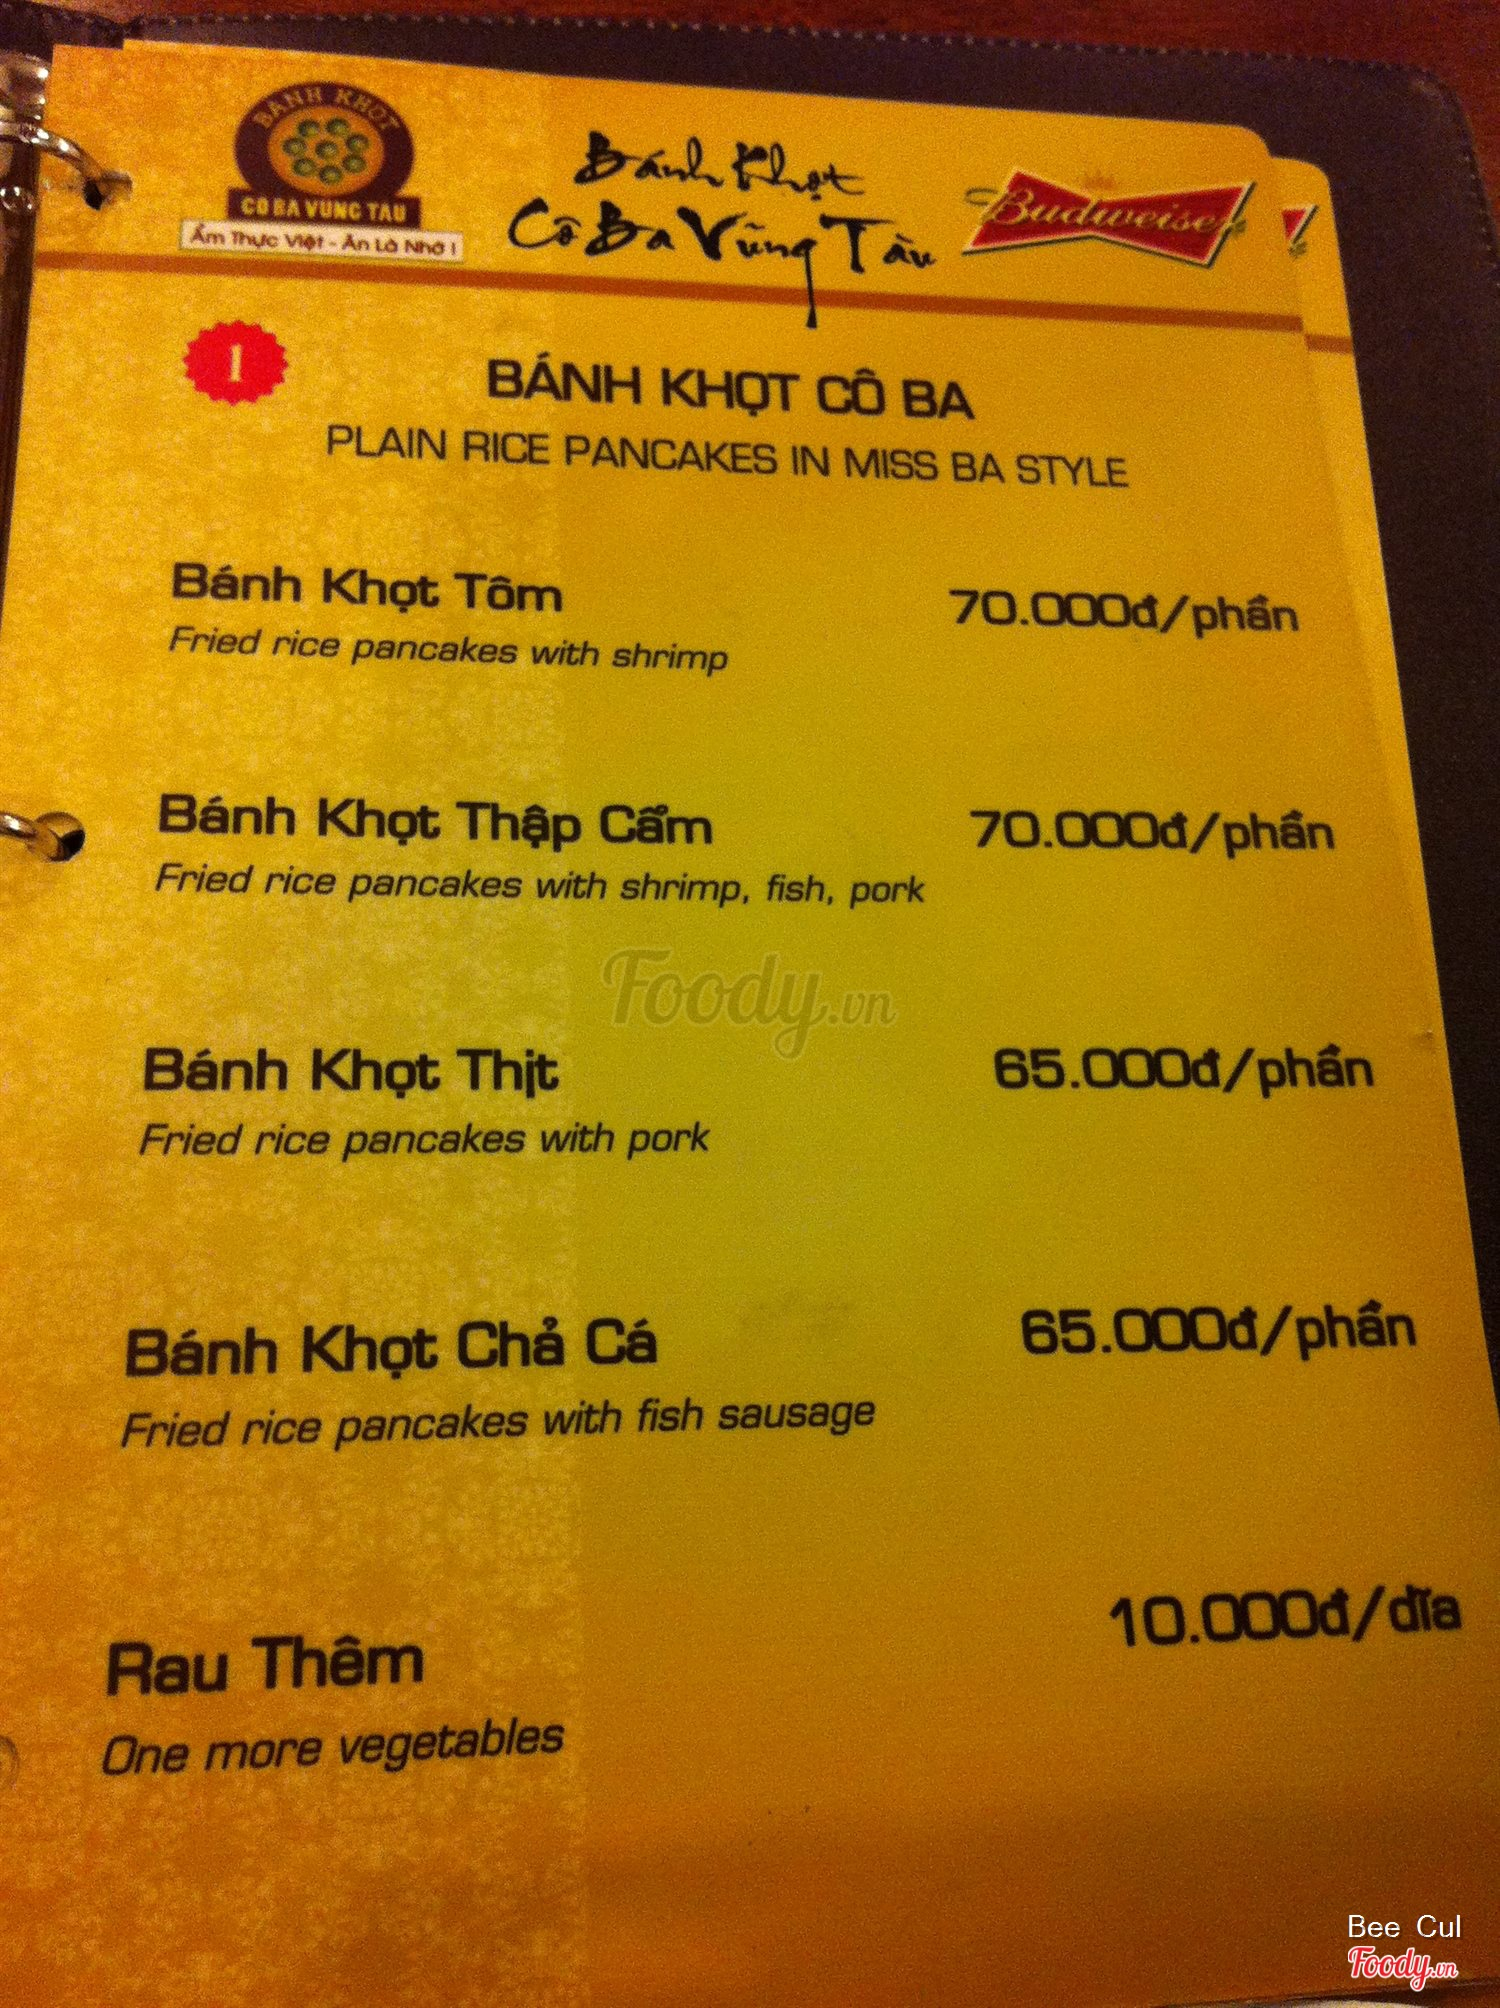 BÁNH KHỌT
CÔ BA VŨNG TÀU
Ẩm Thực Việt - Ăn Là Nhớ !
Bánh Khọt
Cô Ba Vũng Tàu
Budweiser
1
BÁNH KHỌT CÔ BA
PLAIN RICE PANCAKES IN MISS BA STYLE
Bánh Khọt Tôm 70.000đ/phần
Fried rice pancakes with shrimp
Bánh Khọt Thập Cẩm 70.000đ/phần
Fried rice pancakes with shrimp, fish, pork
Foody.vn
Bánh Khọt Thịt 65.000đ/phần
Fried rice pancakes with pork
Bánh Khọt Chả Cá 65.000đ/phần
Fried rice pancakes with fish sausage
Rau Thêm 10.000đ/dĩa
One more vegetables
Bee Cul
Foody.vn